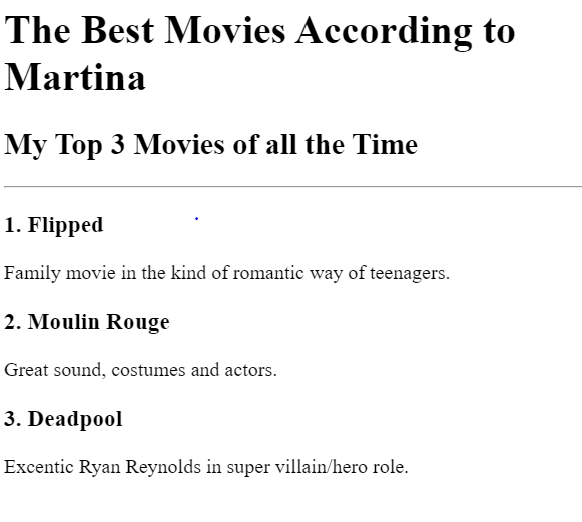 The Best Movies According to
Martina
My Top 3 Movies of all the Time
1. Flipped
Family movie in the kind of romantic way of teenagers.
2. Moulin Rouge
Great sound, costumes and actors.
3. Deadpool
Excentic Ryan Reynolds in super villain/hero role.